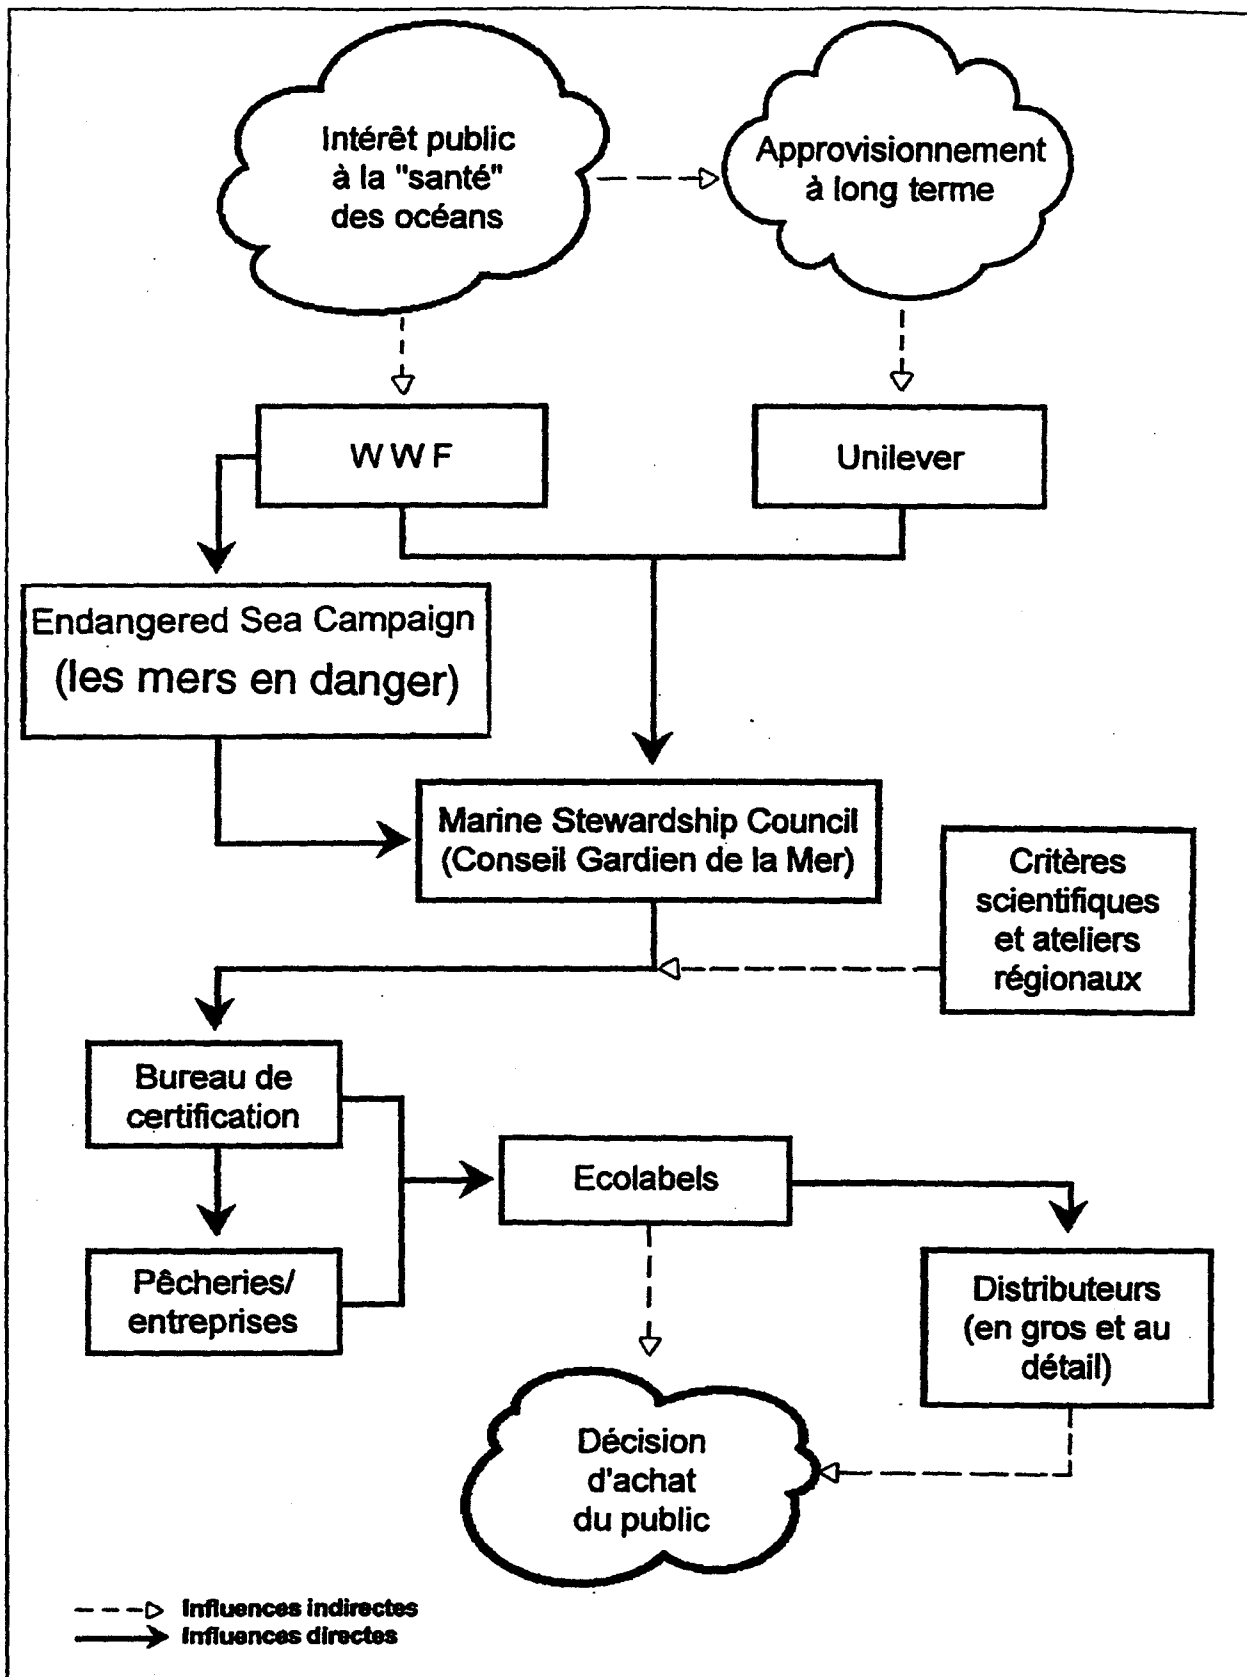 Intérêt public
à la "santé"
des océans
Approvisionnement
à long terme
W W F
Unilever
Endangered Sea Campaign
(les mers en danger)
Marine Stewardship Council
(Conseil Gardien de la Mer)
Critères
scientifiques
et ateliers
régionaux
Bureau de
certification
Ecolabels
Pêcheries/
entreprises
Distributeurs
(en gros et au
détail)
Décision
d'achat
du public
Influences indirectes
Influences directes